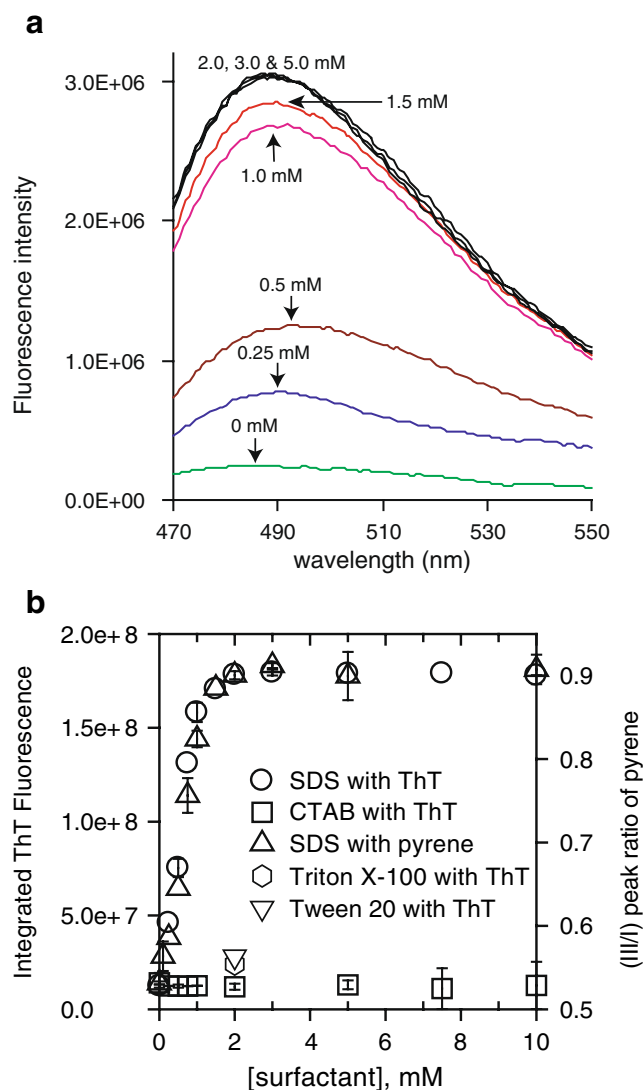 a
2.0, 3.0 & 5.0 mM
3.0E+06
1.5 mM
1.0 mM
2.0E+06
Fluorescence intensity
0.5 mM
1.0E+06
0.25 mM
0 mM
0.0E+00
470 490 510 530 550
wavelength (nm)
b
2.0e+8
0.9
1.5e+8
SDS with ThT
CTAB with ThT
0.8
SDS with pyrene
1.0e+8
Triton X-100 with ThT
0.7
Tween 20 with ThT
5.0e+7
0.6
0.0
0.5
Integrated ThT Fluorescence
(III/I) peak ratio of pyrene
0 2 4 6 8 10
[surfactant], mM